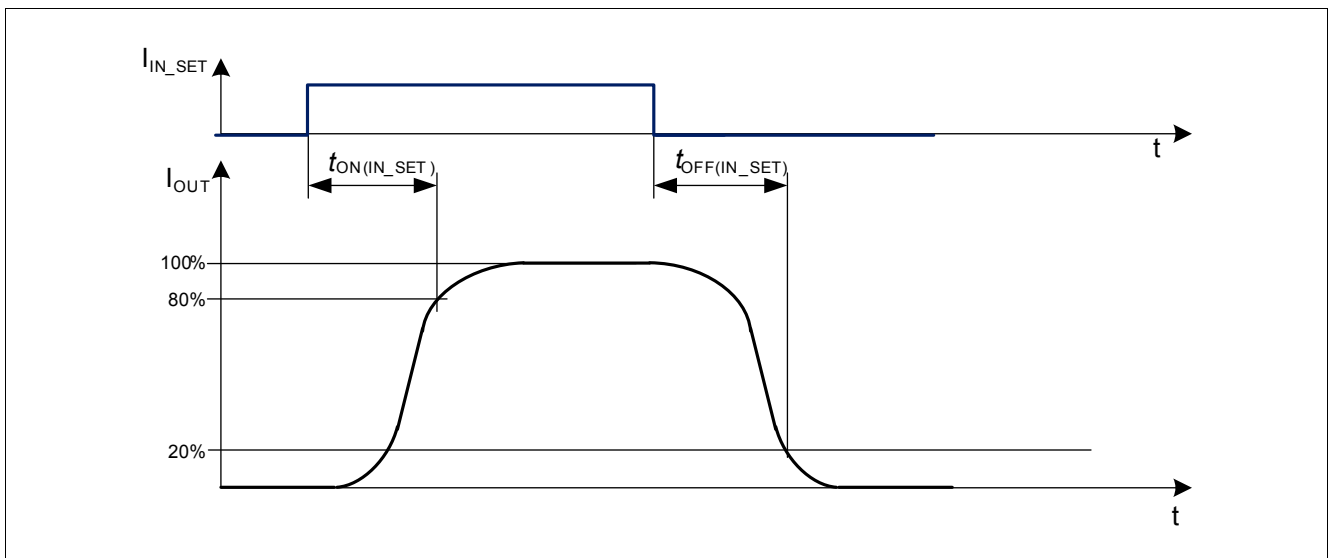 I_IN_SET
t
t_ON(IN_SET)
t_OFF(IN_SET)
I_OUT
100%
80%
20%
t